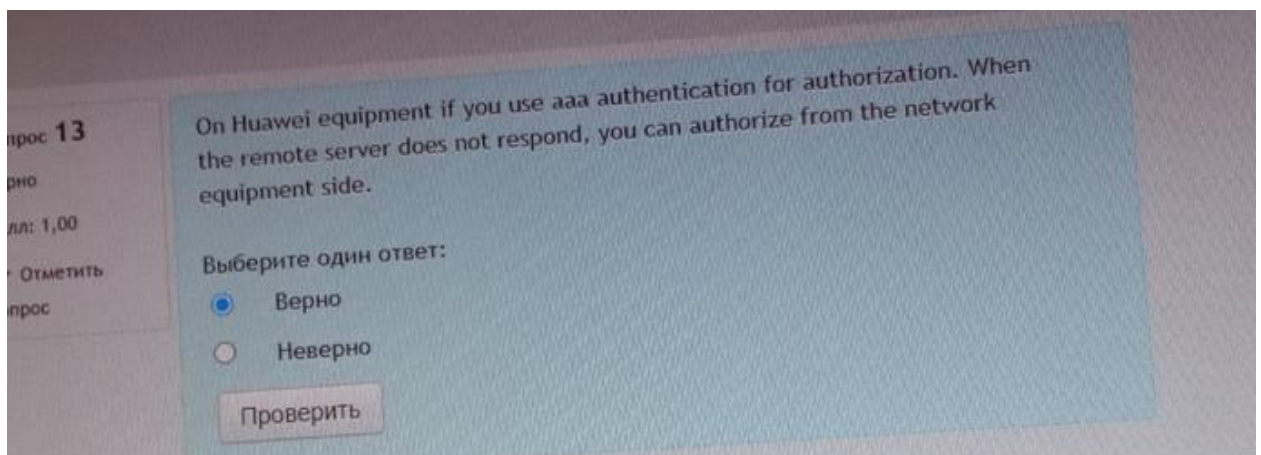 прос 13
рно
лл: 1,00
Отметить
прос
On Huawei equipment if you use aaa authentication for authorization. When
the remote server does not respond, you can authorize from the network
equipment side.
Выберите один ответ:
Верно
Неверно
Проверить